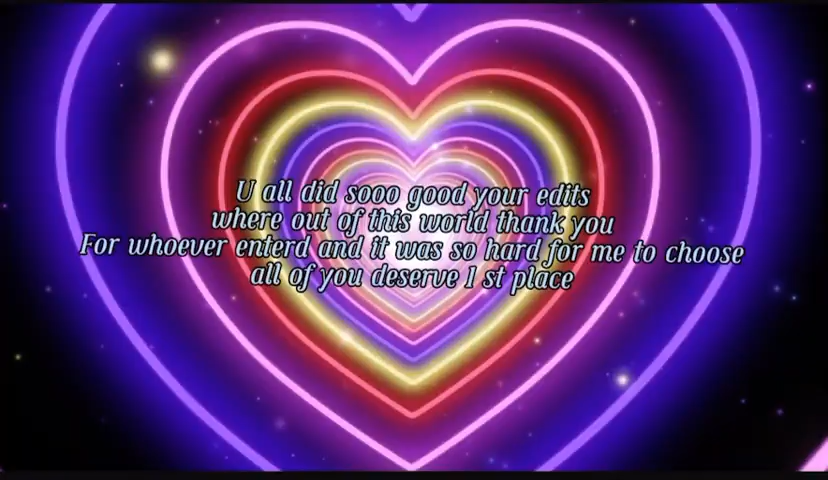 U all did sooo good your edits
where out of this world thank you
For whoever enterd and it was so hard for me to choose
all of you deserve 1 st place